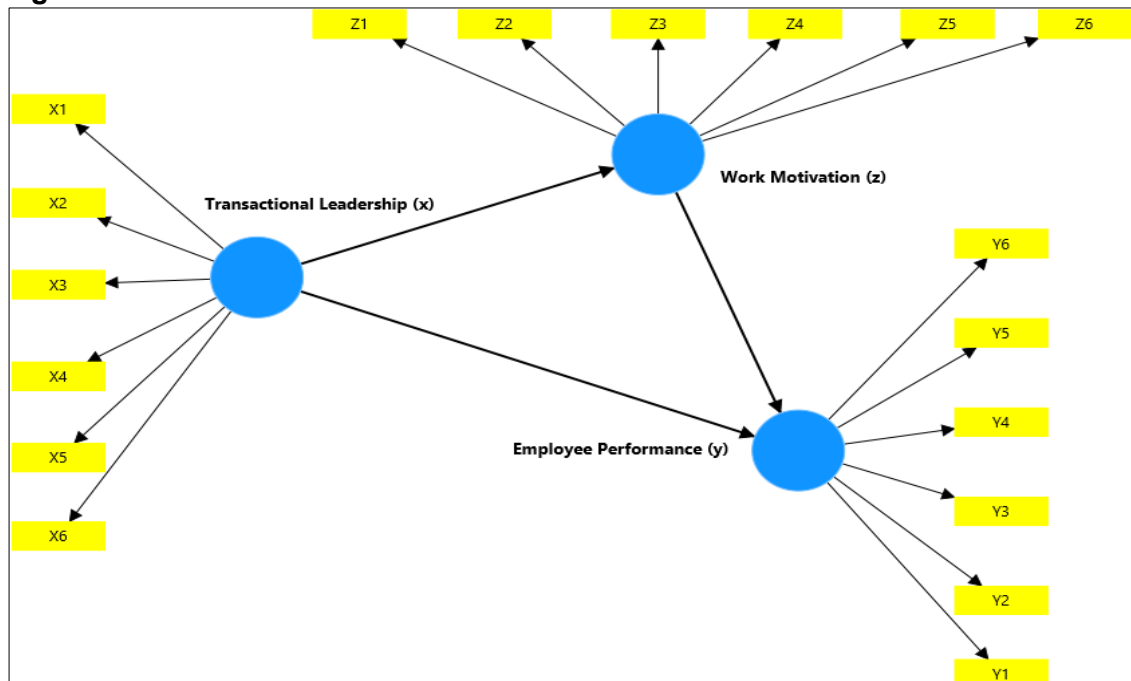 Z1 Z2 Z3 Z4 Z5 Z6
X1
Work Motivation (z)
X2
Transactional Leadership (x)
Y6
X3
Y5
X4
Y4
Employee Performance (y)
X5
Y3
X6
Y2
Y1